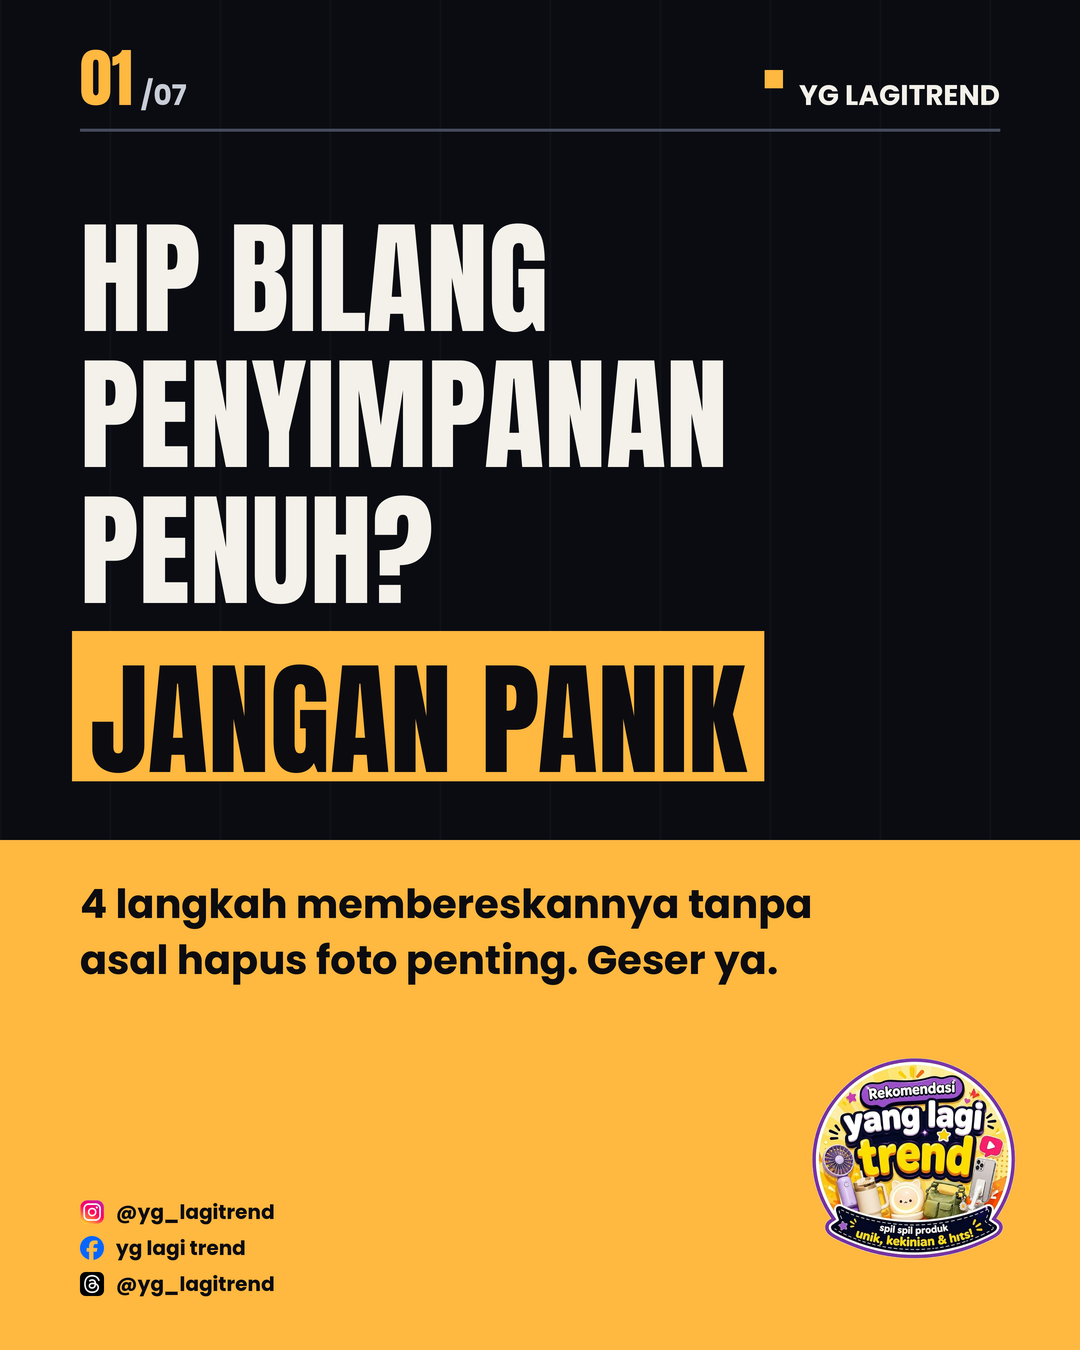 01 /07
YG LAGITREND
HP BILANG
PENYIMPANAN
PENUH?
JANGAN PANIK
4 langkah membereskannya tanpa
asal hapus foto penting. Geser ya.
Rekomendasi
yang lagi
trend
spil spil produk
unik, kekinian & hits!
@yg_lagitrend
yg lagi trend
@yg_lagitrend